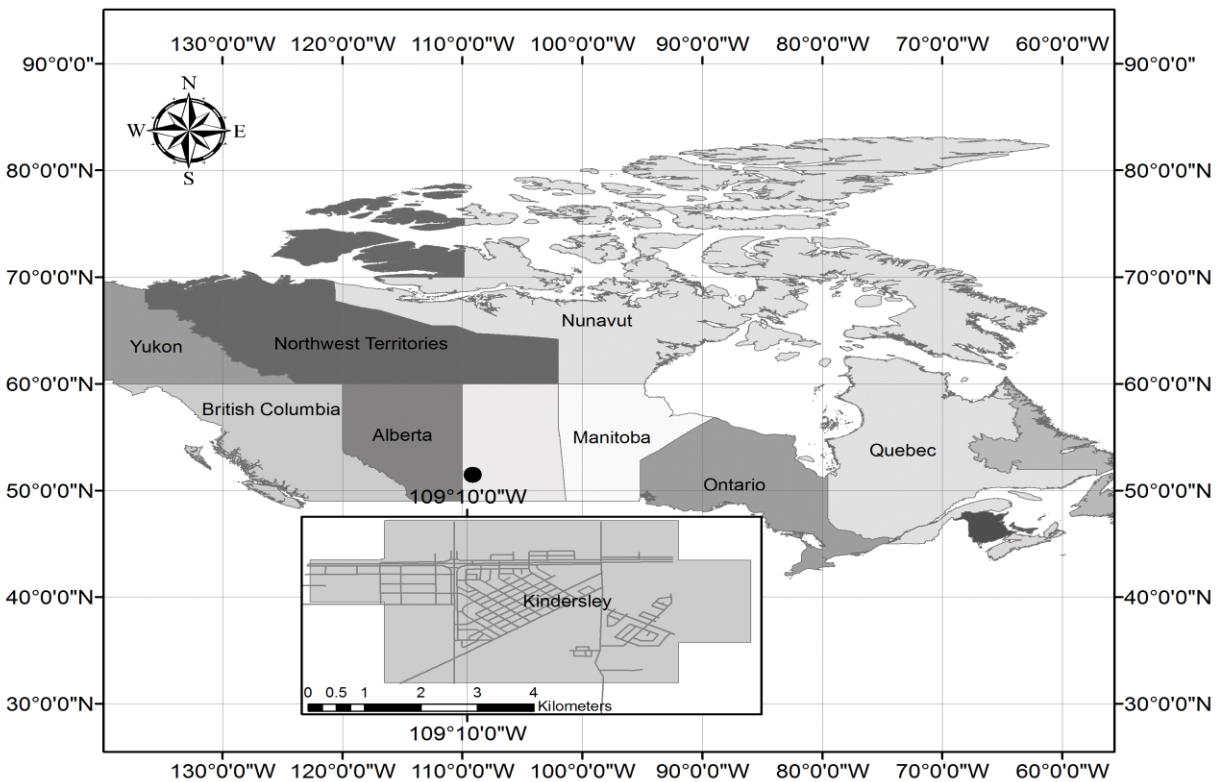 130°0'0"W 120°0'0"W 110°0'0"W 100°0'0"W 90°0'0"W 80°0'0"W 70°0'0"W 60°0'0"W
90°0'0" 90°0'0"
N
W E
S
80°0'0"N 80°0'0"N
70°0'0"N 70°0'0"N
Nunavut
Yukon Northwest Territories
60°0'0"N 60°0'0"N
British Columbia
Alberta Manitoba
Quebec
Ontario
50°0'0"N 50°0'0"N
109°10'0"W
Kindersley
40°0'0"N 40°0'0"N
0 0.5 1 2 3 4
Kilometers
30°0'0"N 30°0'0"N
109°10'0"W
130°0'0"W 120°0'0"W 110°0'0"W 100°0'0"W 90°0'0"W 80°0'0"W 70°0'0"W 60°0'0"W